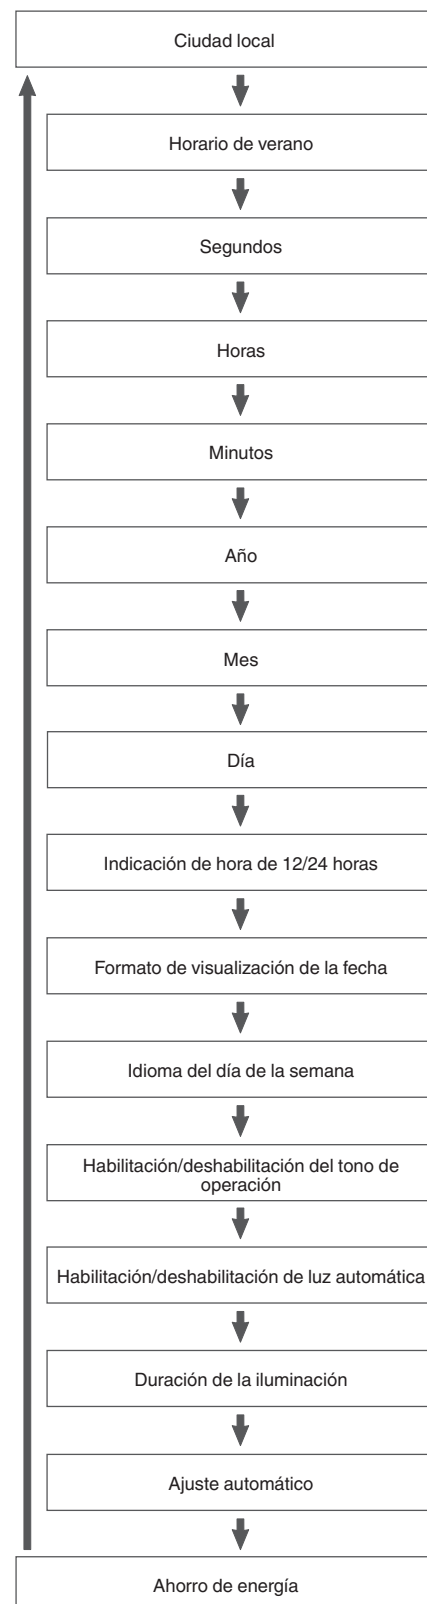 Ciudad local
Horario de verano
Segundos
Horas
Minutos
Año
Mes
Día
Indicación de hora de 12/24 horas
Formato de visualización de la fecha
Idioma del día de la semana
Habilitación/deshabilitación del tono de
operación
Habilitación/deshabilitación de luz automática
Duración de la iluminación
Ajuste automático
Ahorro de energía